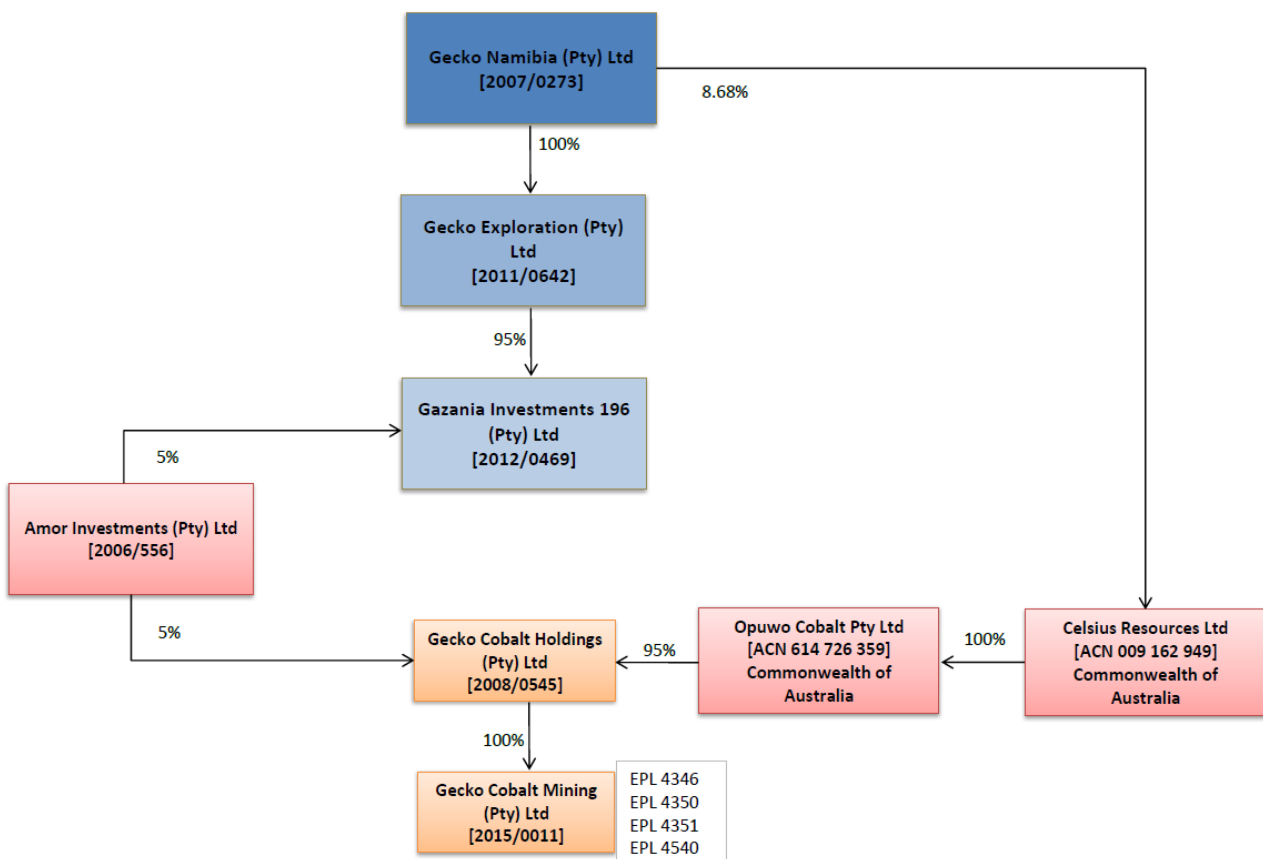 Gecko Namibia (Pty) Ltd
[2007/0273]
8.68%
100%
Gecko Exploration (Pty)
Ltd
[2011/0642]
95%
Gazania Investments 196
(Pty) Ltd
[2012/0469]
5%
Amor Investments (Pty) Ltd
[2006/556]
5%
Gecko Cobalt Holdings
(Pty) Ltd
[2008/0545]
95%
Opuwo Cobalt Pty Ltd
[ACN 614 726 359]
Commonwealth of
Australia
100%
Celsius Resources Ltd
[ACN 009 162 949]
Commonwealth of
Australia
100%
Gecko Cobalt Mining
(Pty) Ltd
[2015/0011]
EPL 4346
EPL 4350
EPL 4351
EPL 4540